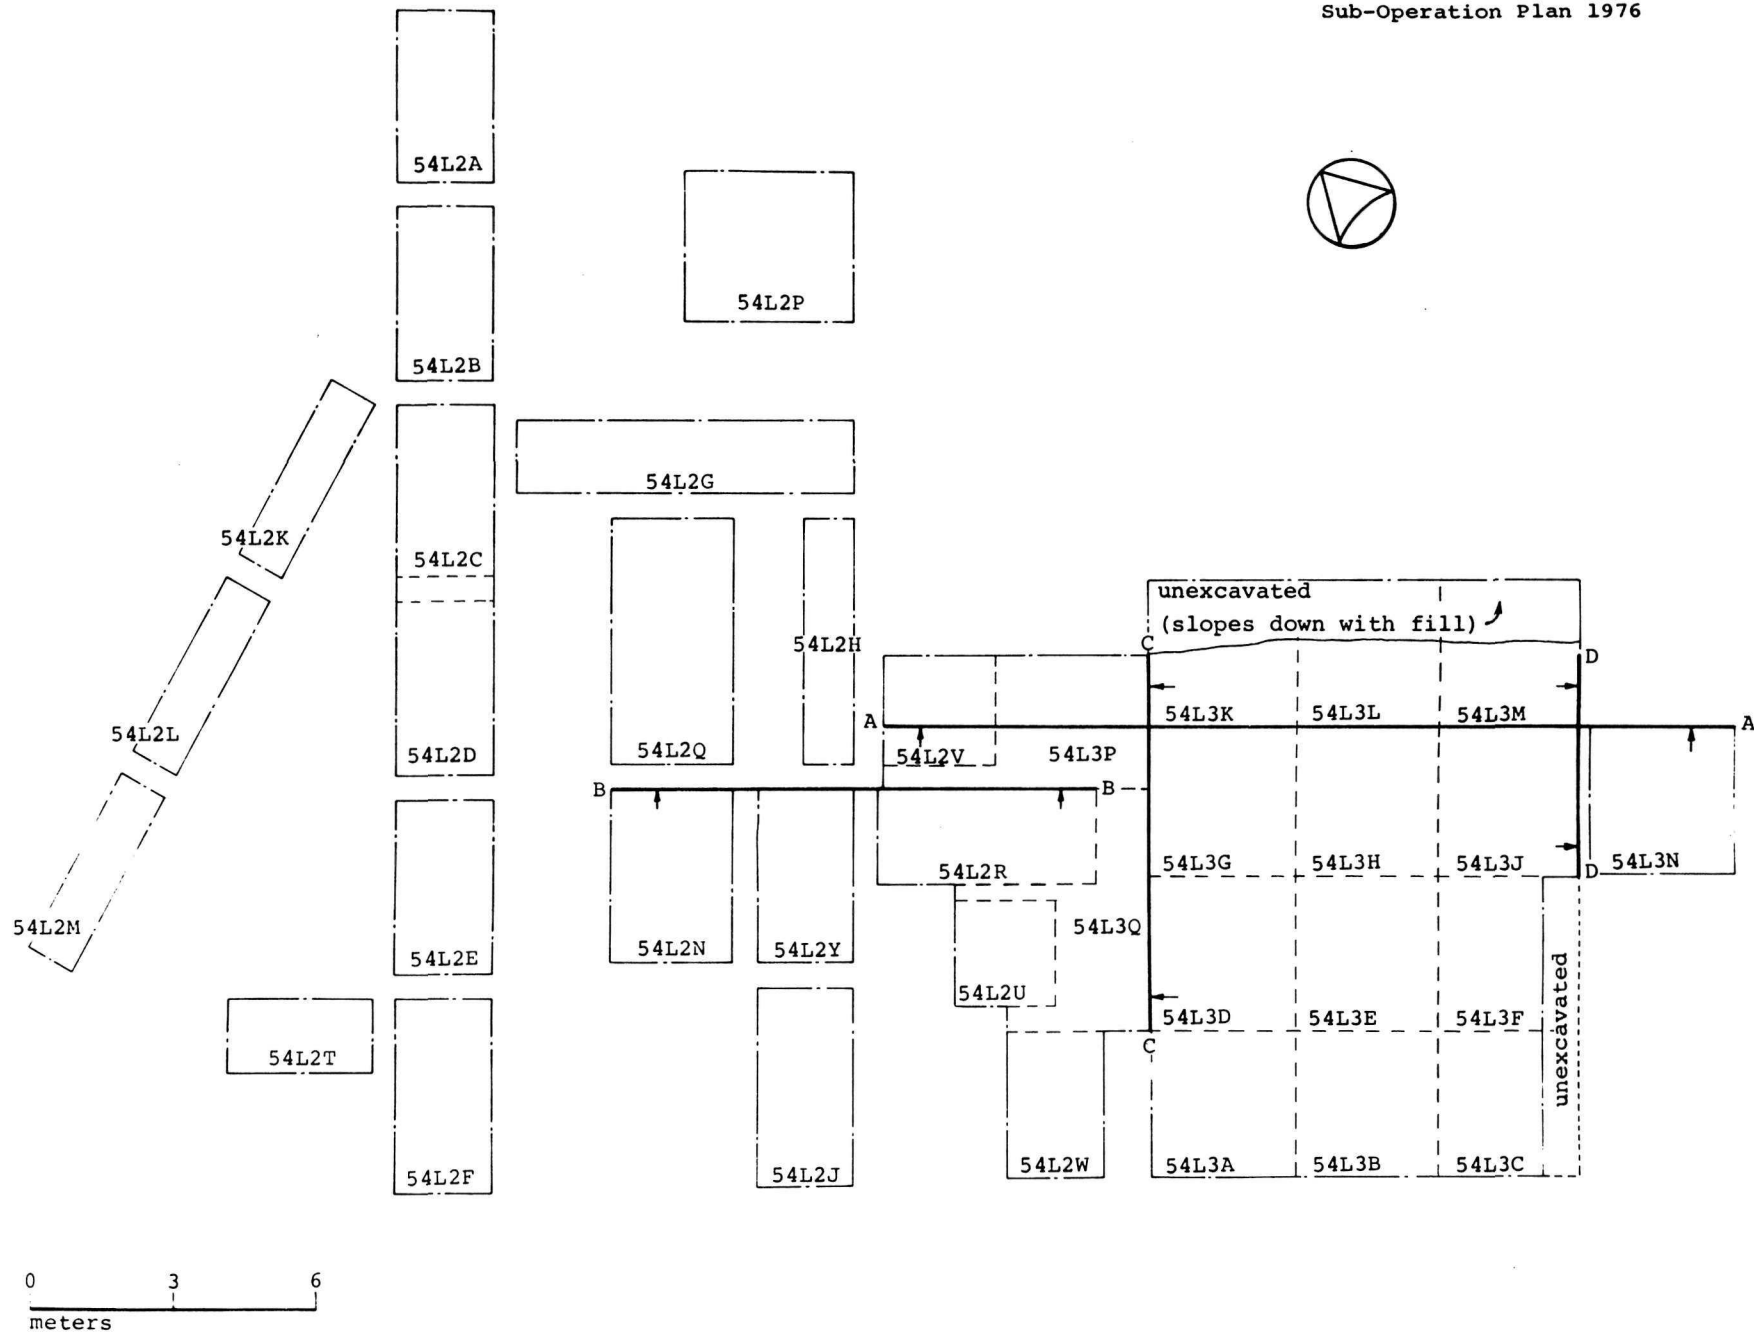 Sub-Operation Plan 1976
54L2A
54L2P
54L2B
54L2G
54L2K
54L2C
unexcavated
(slopes down with fill)
54L2H
C
D
54L3K
54L3L
54L3M
A
A
54L2L
54L2D
54L2Q
54L2V
54L3P
B
B
54L2R
54L3G
54L3H
54L3J
D
54L3N
54L2M
54L3Q
54L2E
54L2N
54L2Y
54L2U
unexcavated
54L3D
54L3E
54L3F
C
54L2T
54L2F
54L2J
54L2W
54L3A
54L3B
54L3C
0 3 6
meters